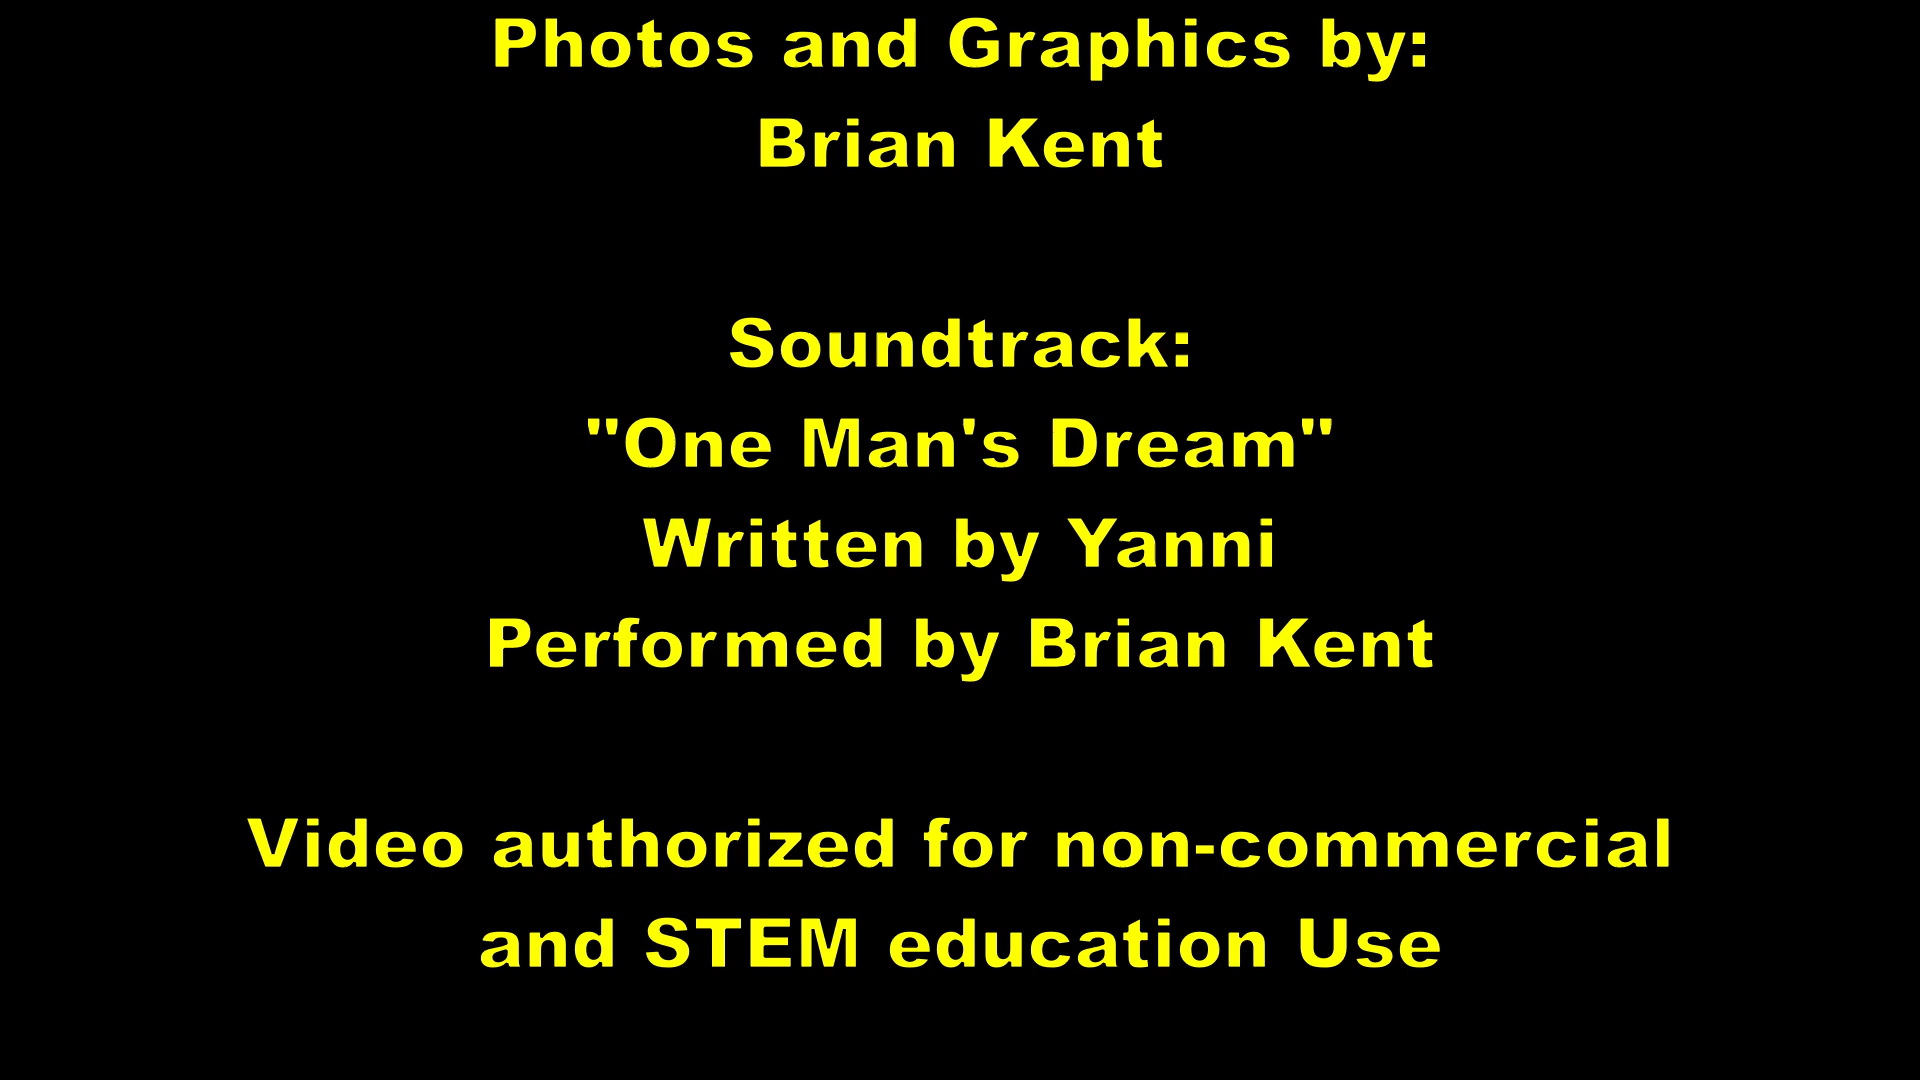 Photos and Graphics by:
Brian Kent
Soundtrack:
"One Man's Dream"
Written by Yanni
Performed by Brian Kent
Video authorized for non-commercial
and STEM education Use